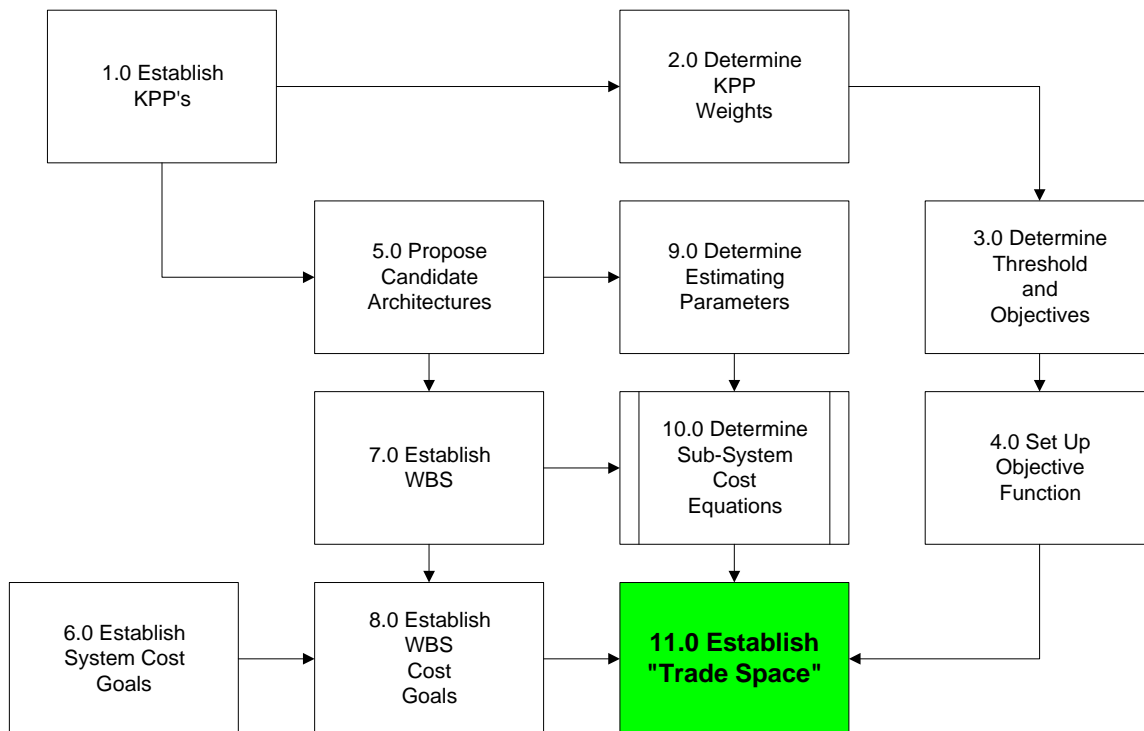 1.0 Establish
KPP's
2.0 Determine
KPP
Weights
5.0 Propose
Candidate
Architectures
9.0 Determine
Estimating
Parameters
3.0 Determine
Threshold
and
Objectives
7.0 Establish
WBS
10.0 Determine
Sub-System
Cost
Equations
4.0 Set Up
Objective
Function
6.0 Establish
System Cost
Goals
8.0 Establish
WBS
Cost
Goals
11.0 Establish
"Trade Space"